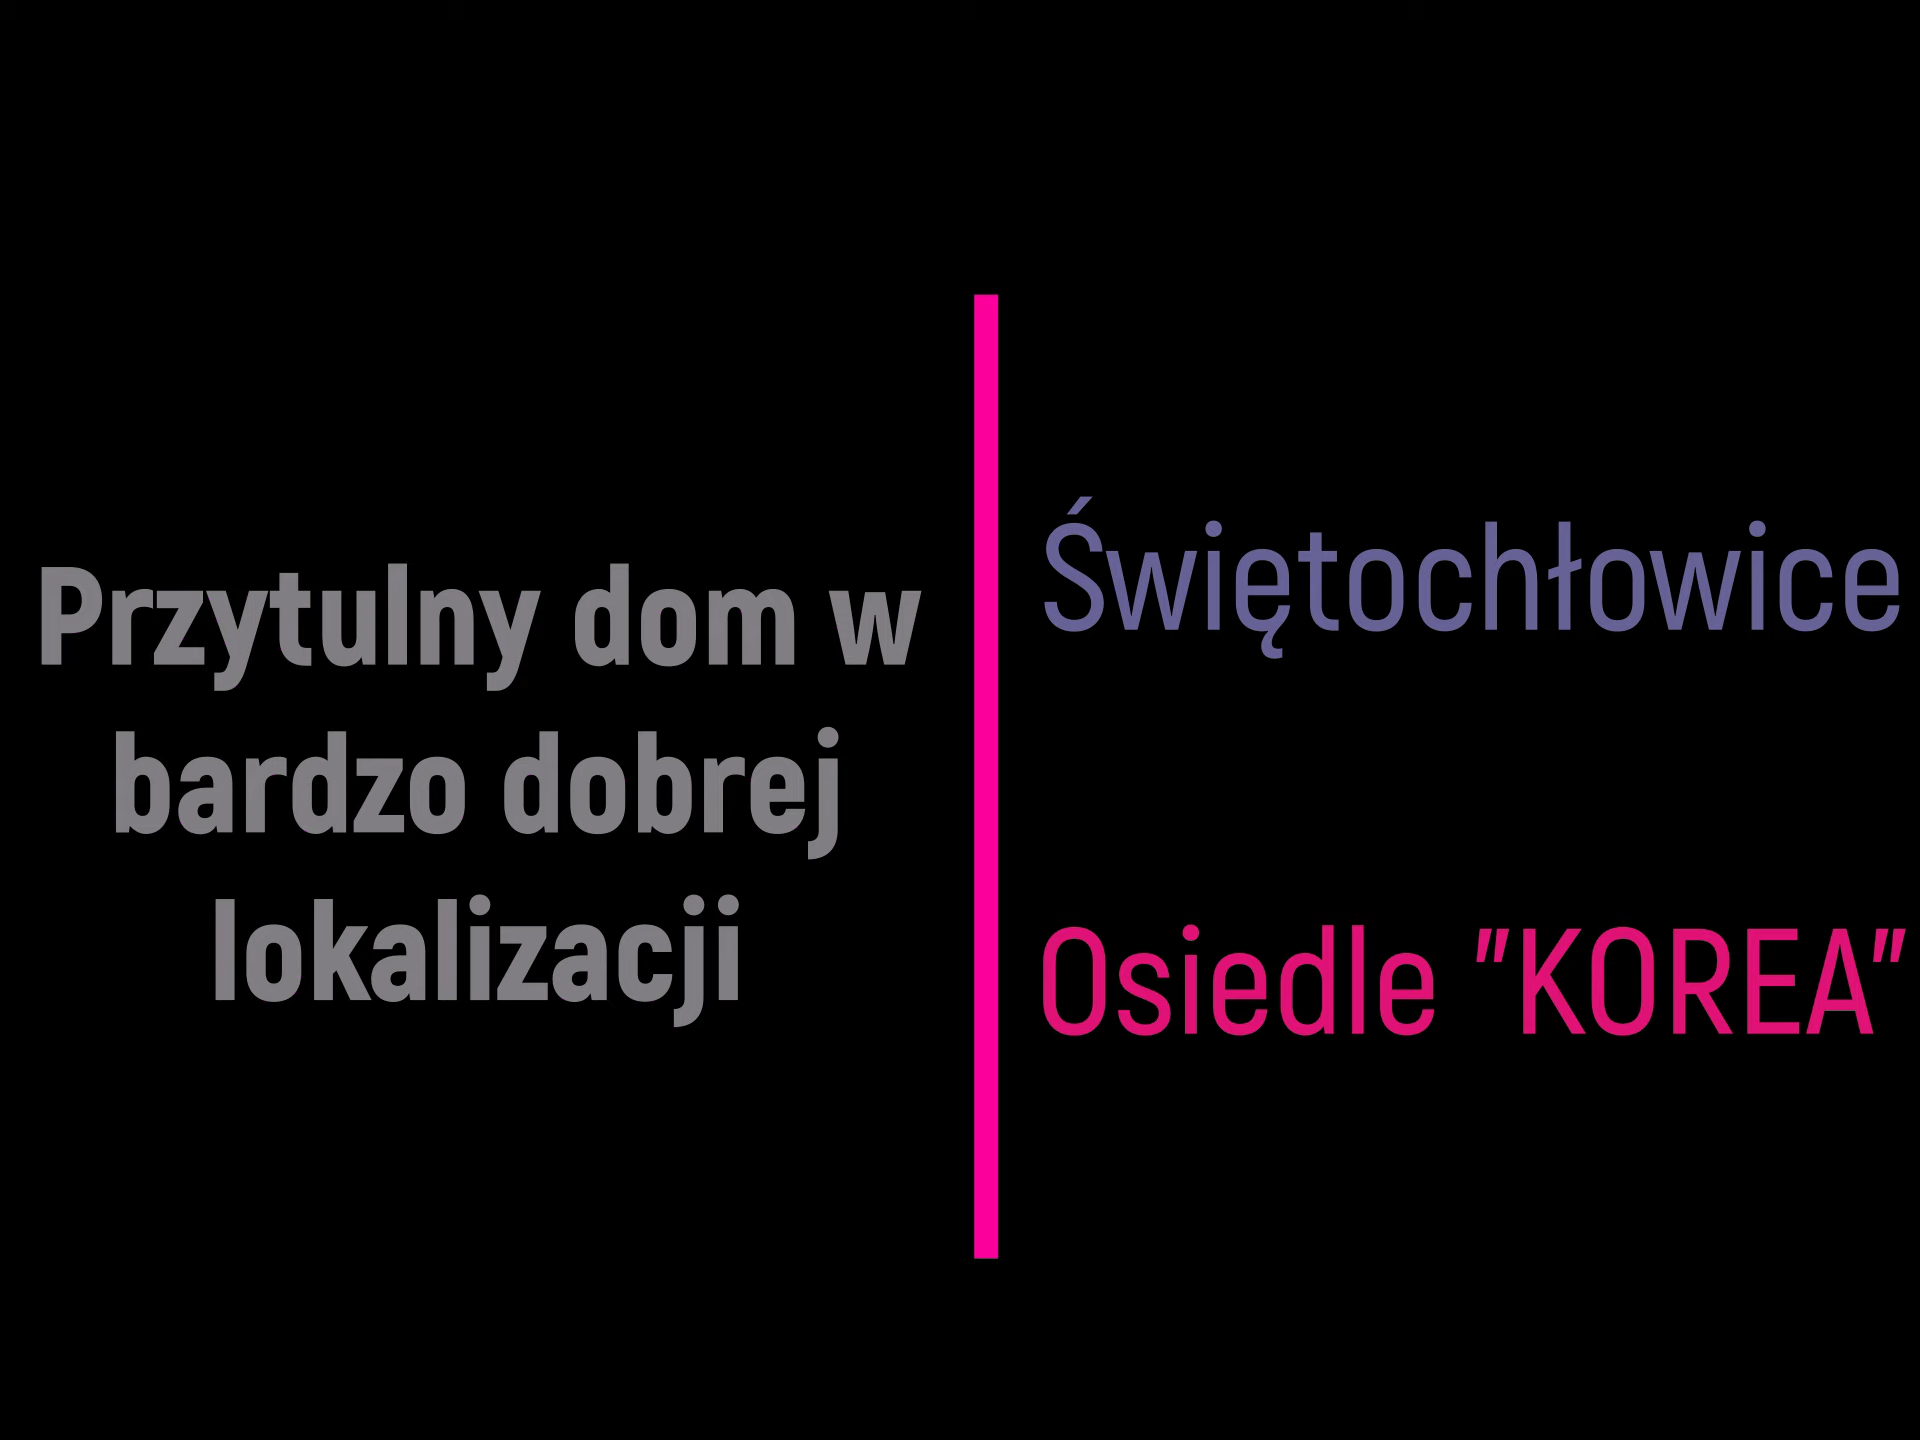 Przytulny dom w
bardzo dobrej
lokalizacji
Świętochłowice
Osiedle "KOREA"